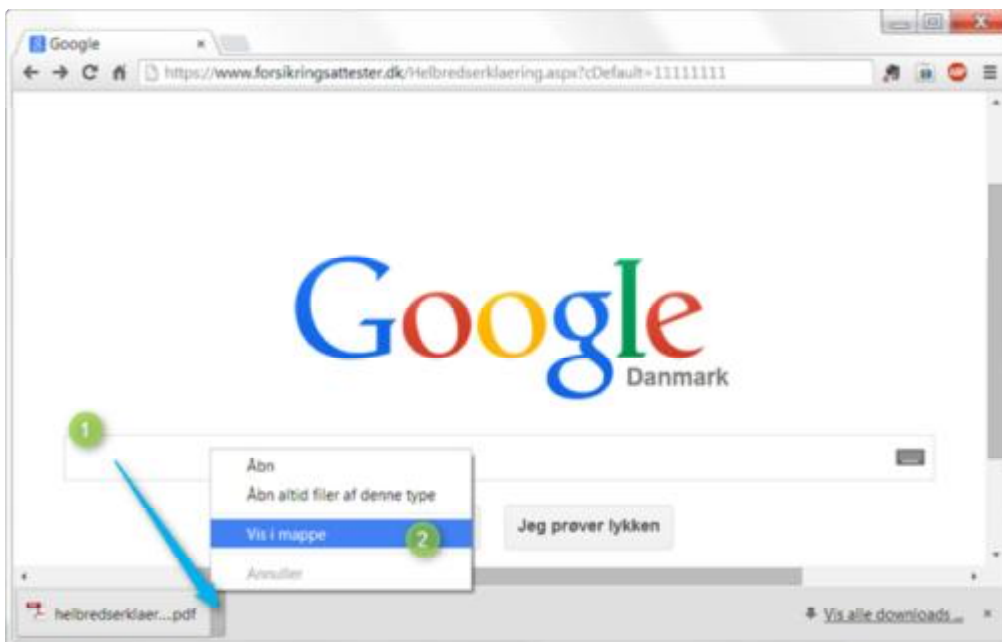 Google
https://www.forsikringsattester.dk/Helbredserklaering.aspx?cDefault=11111111
Google
Danmark
1
Åbn
Åbn altid filer af denne type
Vis i mappe 2
Jeg prøver lykken
Annuller
helbredserklaer...pdf
Vis alle downloads ...